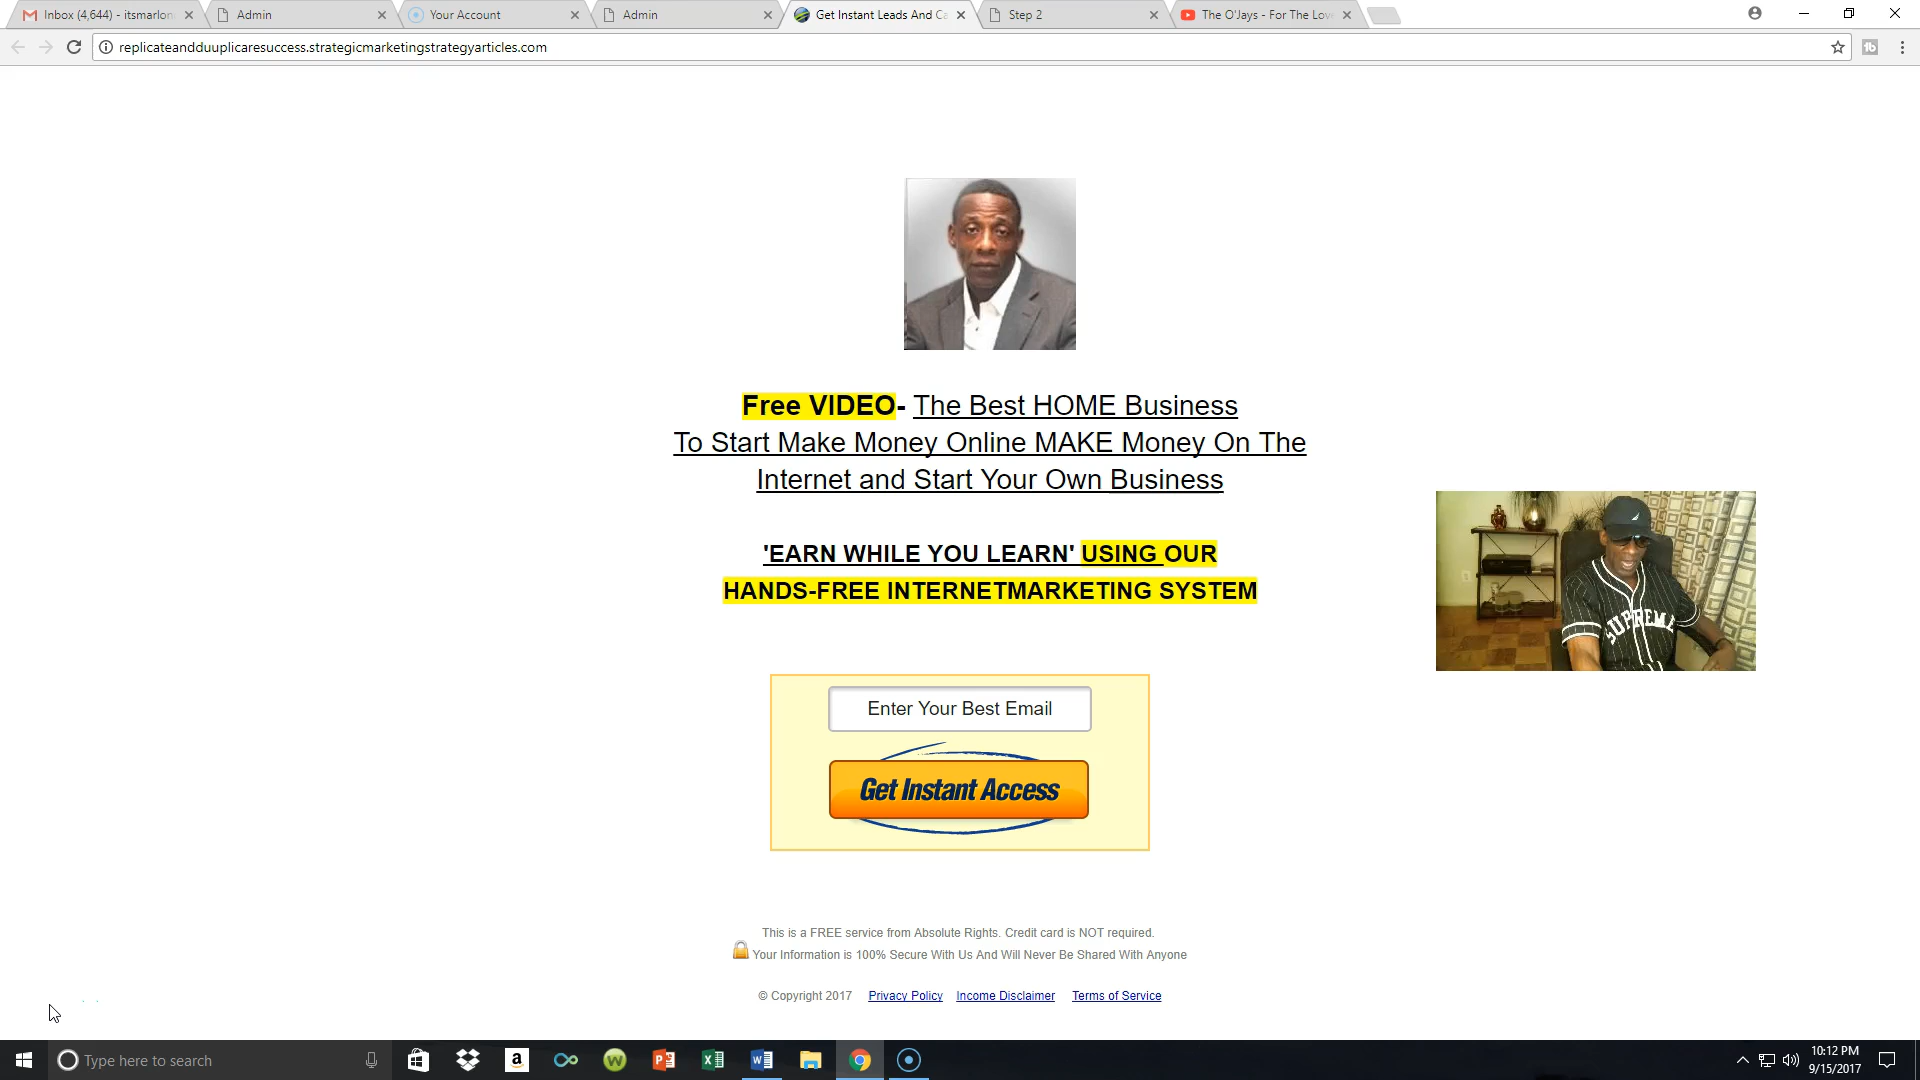 Inbox (4,644) - itsmarlon
Admin
Your Account
Admin
Get Instant Leads And Ca
Step 2
The O'Jays - For The Lov
replicateandduuplicaresuccess.strategicmarketingstrategyarticles.com
Free VIDEO- The Best HOME Business
To Start Make Money Online MAKE Money On The
Internet and Start Your Own Business
'EARN WHILE YOU LEARN' USING OUR
HANDS-FREE INTERNETMARKETING SYSTEM
SUPREME
Enter Your Best Email
Get Instant Access
This is a FREE service from Absolute Rights. Credit card is NOT required.
Your Information is 100% Secure With Us And Will Never Be Shared With Anyone
© Copyright 2017 Privacy Policy Income Disclaimer Terms of Service
Type here to search
10:12 PM
9/15/2017